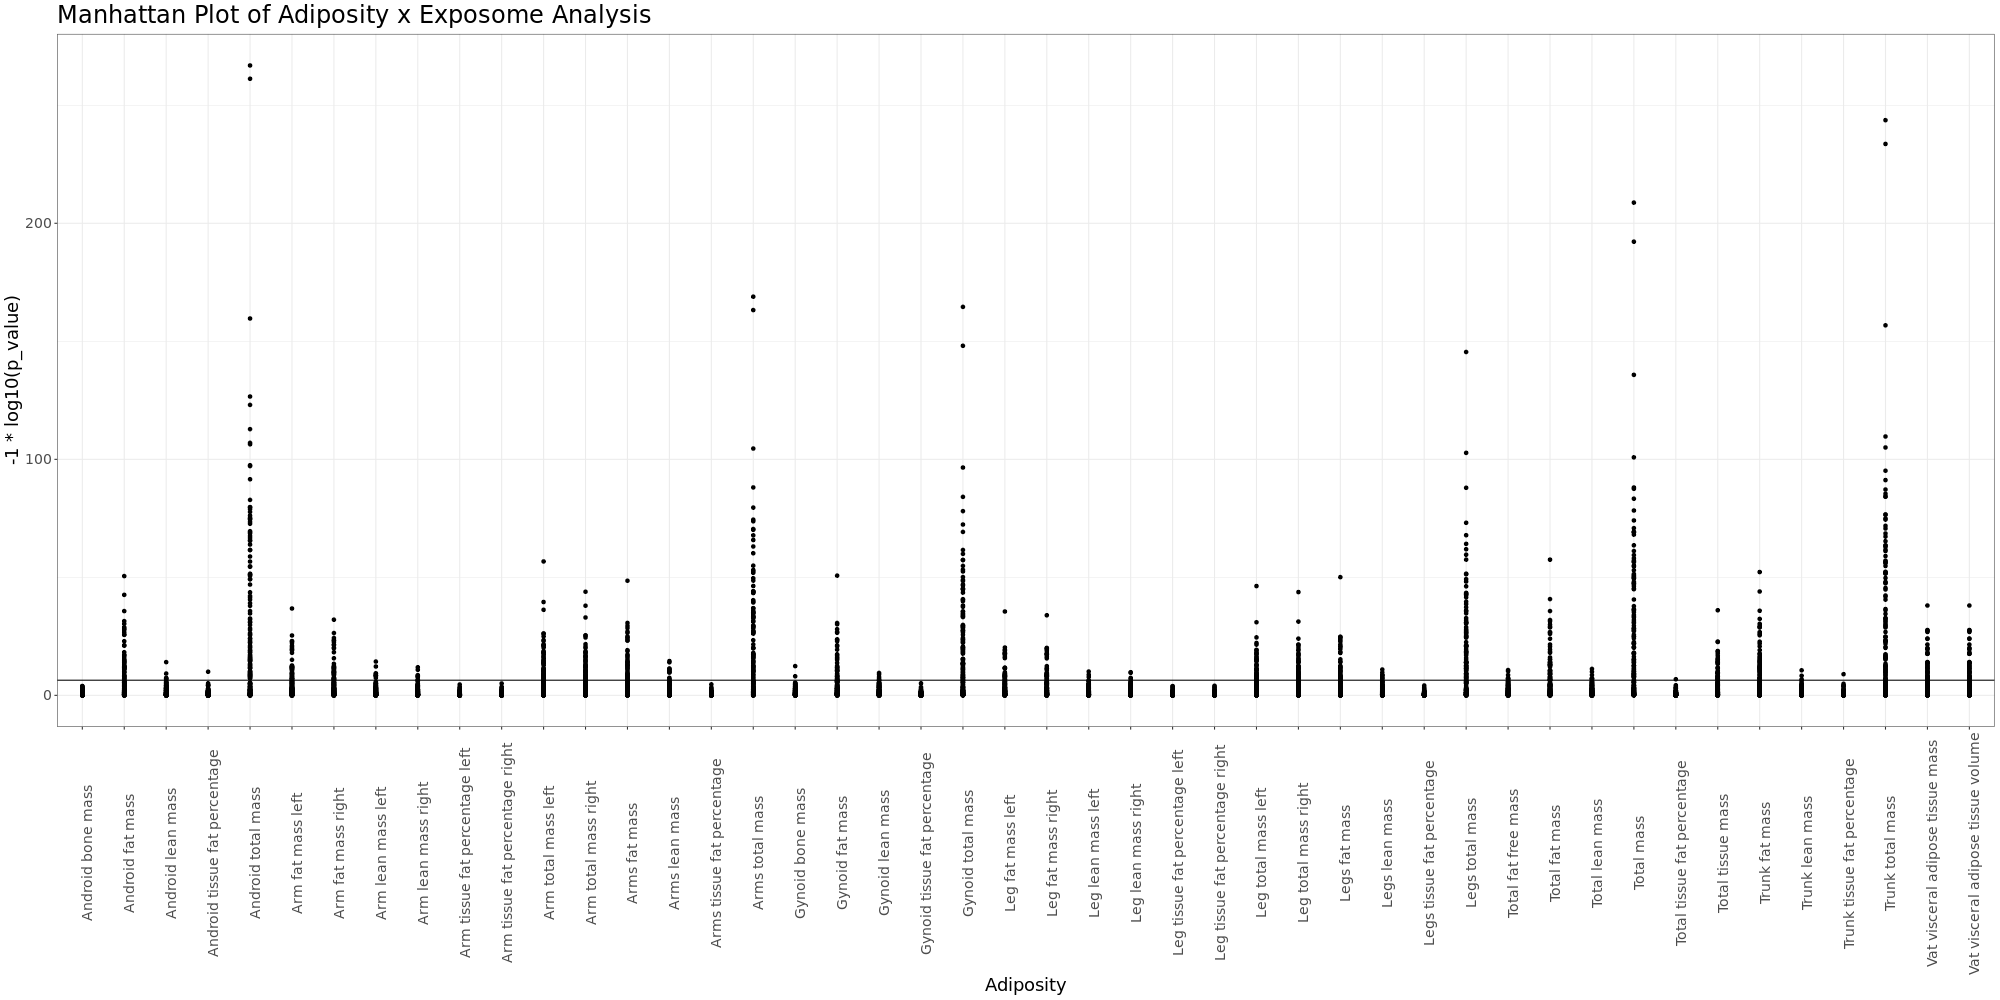 Manhattan Plot of Adiposity x Exposome Analysis
-1 * log10(p_value)
200
100
0
Android bone mass
Android fat mass
Android lean mass
Android tissue fat percentage
Android total mass
Arm fat mass left
Arm fat mass right
Arm lean mass left
Arm lean mass right
Arm tissue fat percentage left
Arm tissue fat percentage right
Arm total mass left
Arm total mass right
Arms fat mass
Arms lean mass
Arms tissue fat percentage
Arms total mass
Gynoid bone mass
Gynoid fat mass
Gynoid lean mass
Gynoid tissue fat percentage
Gynoid total mass
Leg fat mass left
Leg fat mass right
Leg lean mass left
Leg lean mass right
Leg tissue fat percentage left
Leg tissue fat percentage right
Leg total mass left
Leg total mass right
Legs fat mass
Legs lean mass
Legs tissue fat percentage
Legs total mass
Total fat free mass
Total fat mass
Total lean mass
Total mass
Total tissue fat percentage
Total tissue mass
Trunk fat mass
Trunk lean mass
Trunk tissue fat percentage
Trunk total mass
Vat visceral adipose tissue mass
Vat visceral adipose tissue volume
Adiposity